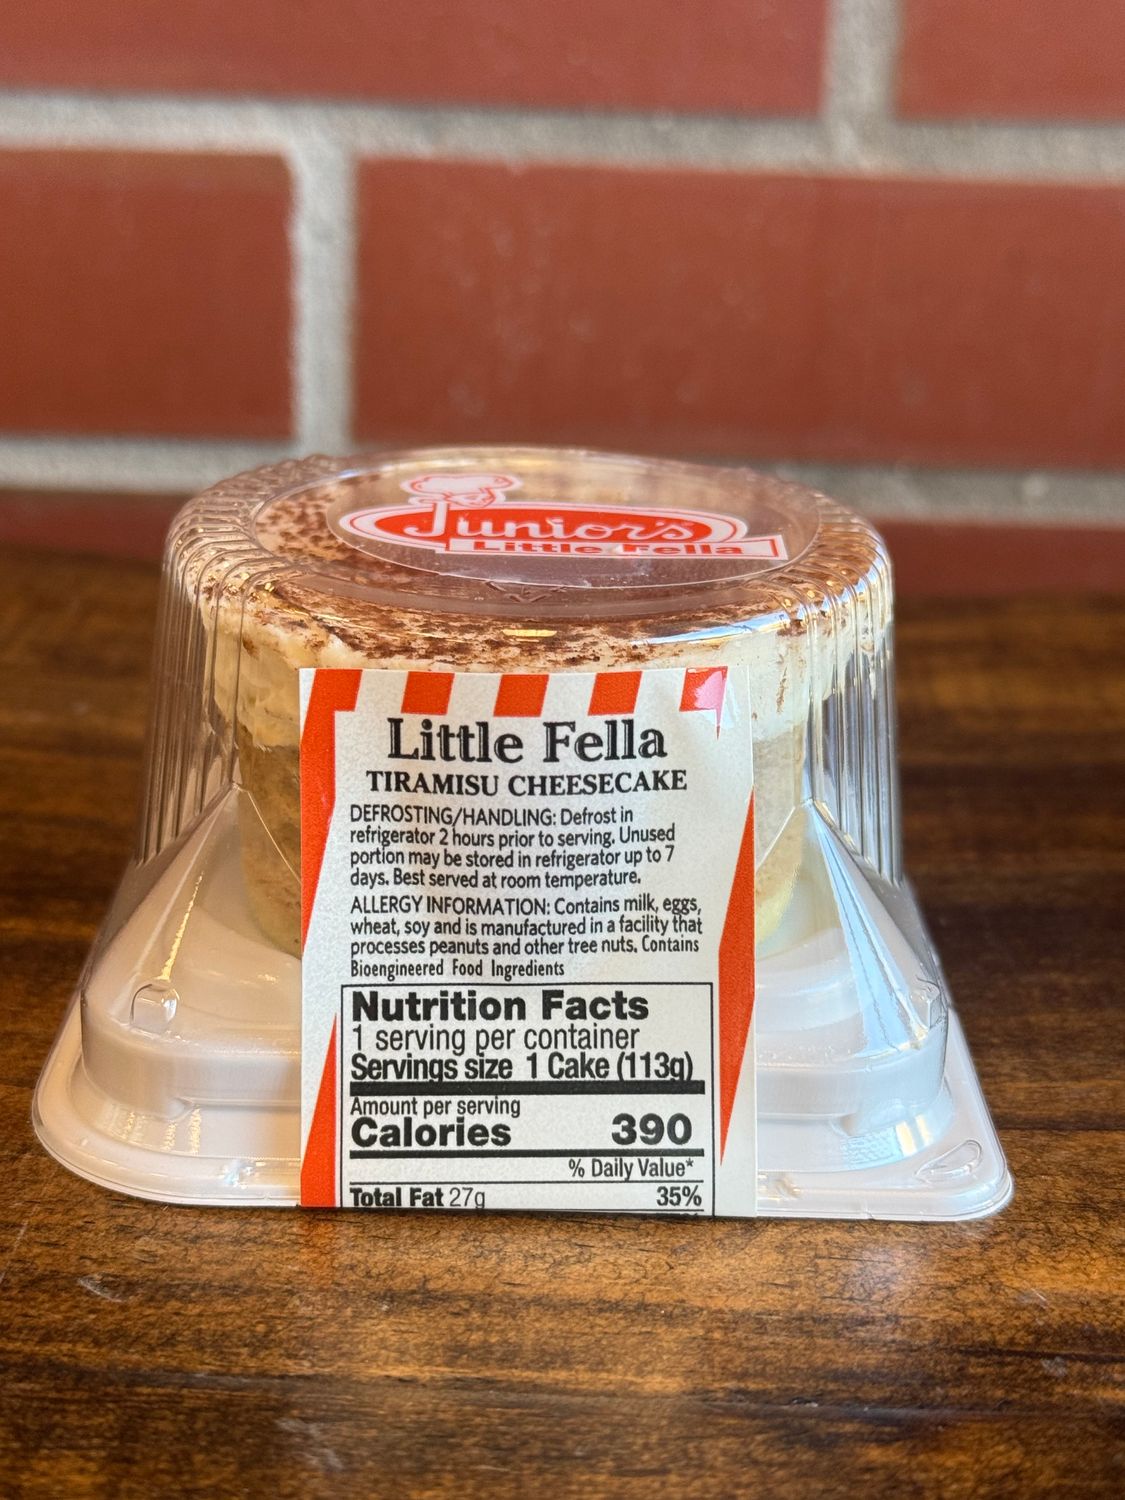 Junior's
Little Fella
Little Fella
TIRAMISU CHEESECAKE
DEFROSTING/HANDLING: Defrost in
refrigerator 2 hours prior to serving. Unused
portion may be stored in refrigerator up to 7
days. Best served at room temperature.
ALLERGY INFORMATION: Contains milk, eggs,
wheat, soy and is manufactured in a facility that
processes peanuts and other tree nuts. Contains
Bioengineered Food Ingredients
Nutrition Facts
1 serving per container
Servings size 1 Cake (113g)
Amount per serving
Calories 390
% Daily Value*
Total Fat 27g 35%